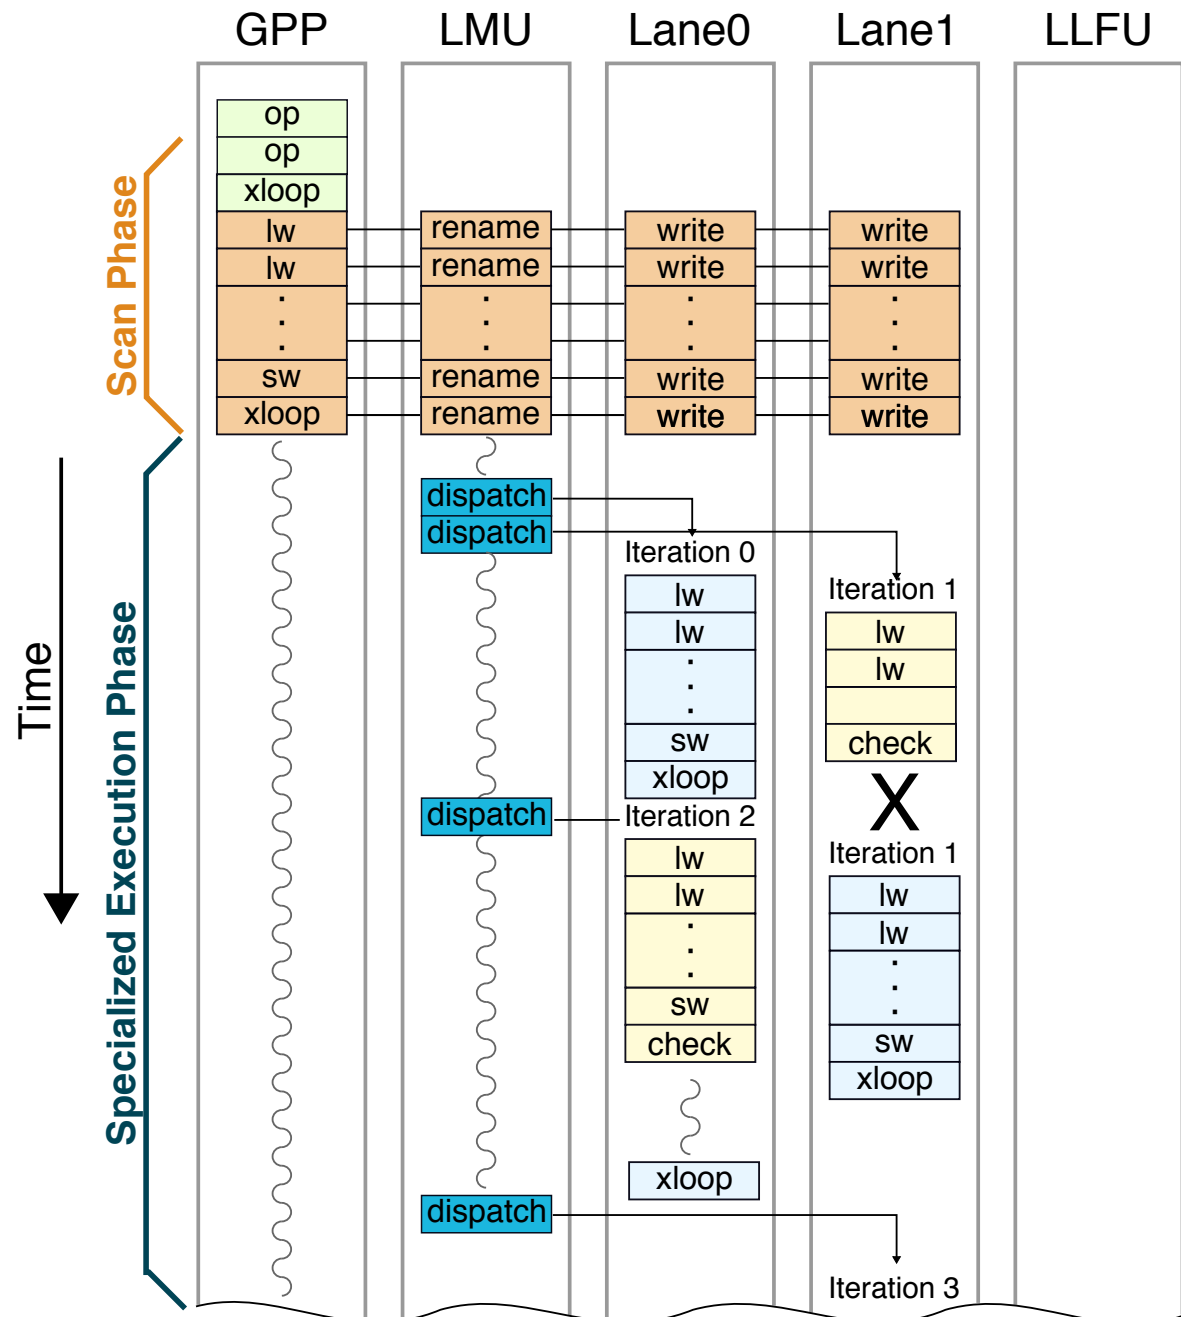 GPP LMU Lane0 Lane1 LLFU
Scan Phase
Time
Specialized Execution Phase
op
op
xloop
lw rename write write
lw rename write write
. . . .
. . . .
. . . .
sw rename write write
xloop rename write write
dispatch
dispatch
Iteration 0
lw
lw
.
.
.
sw
xloop
Iteration 1
lw
lw
check
X
dispatch
Iteration 2
lw
lw
.
.
.
sw
check
xloop
Iteration 1
lw
lw
.
.
.
sw
xloop
dispatch
Iteration 3